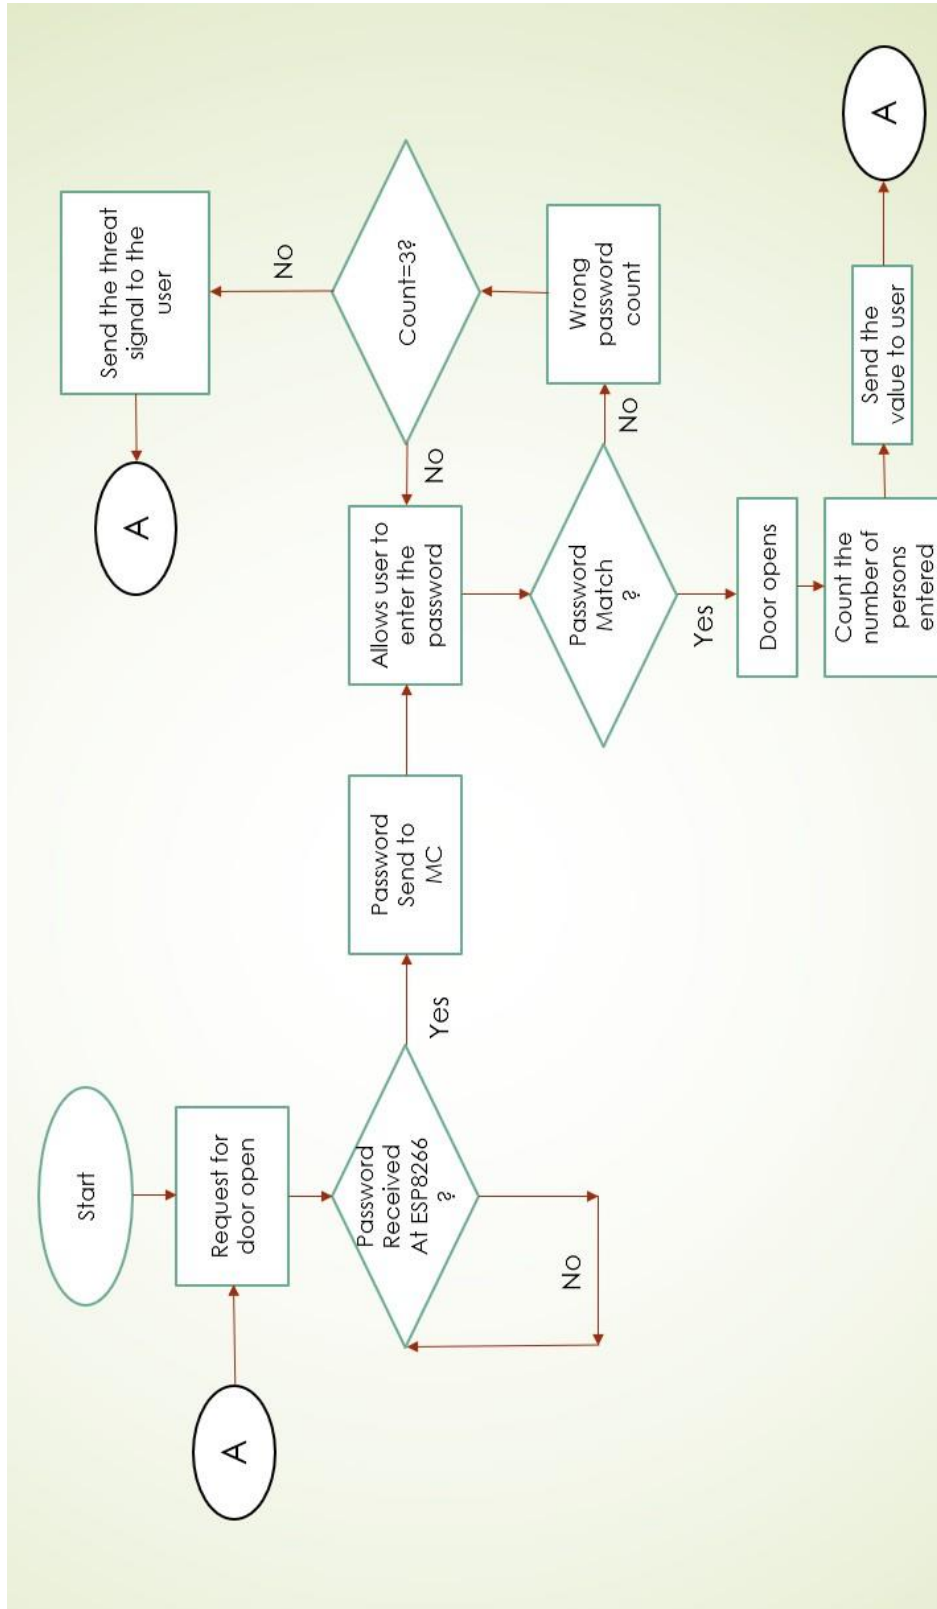 Start
A
Request for
door open
Password
Received
At ESP8266
?
No
Yes
Password
Send to
MC
Allows user to
enter the
password
Password
Match
?
No
Wrong
password
count
Count=3?
No
No
Send the threat
signal to the
user
A
Yes
Door opens
Count the
number of
persons
entered
Send the
value to user
A